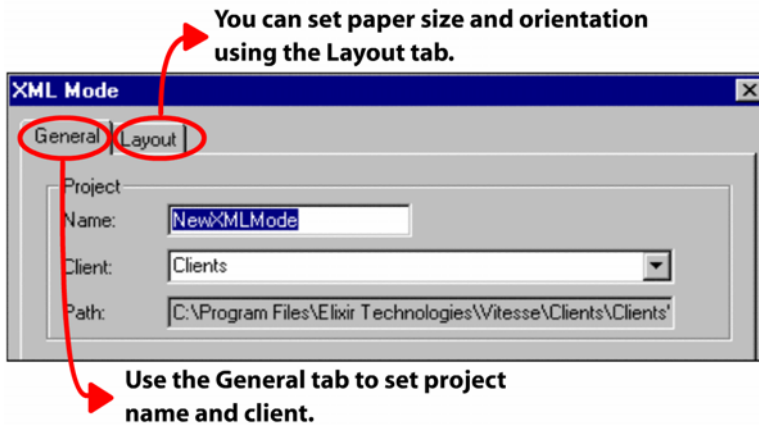 You can set paper size and orientation
using the Layout tab.
XML Mode
General Layout
Project
Name: NewXMLMode
Client: Clients
Path: C:\Program Files\Elixir Technologies\Vitesse\Clients\Clients'
Use the General tab to set project
name and client.